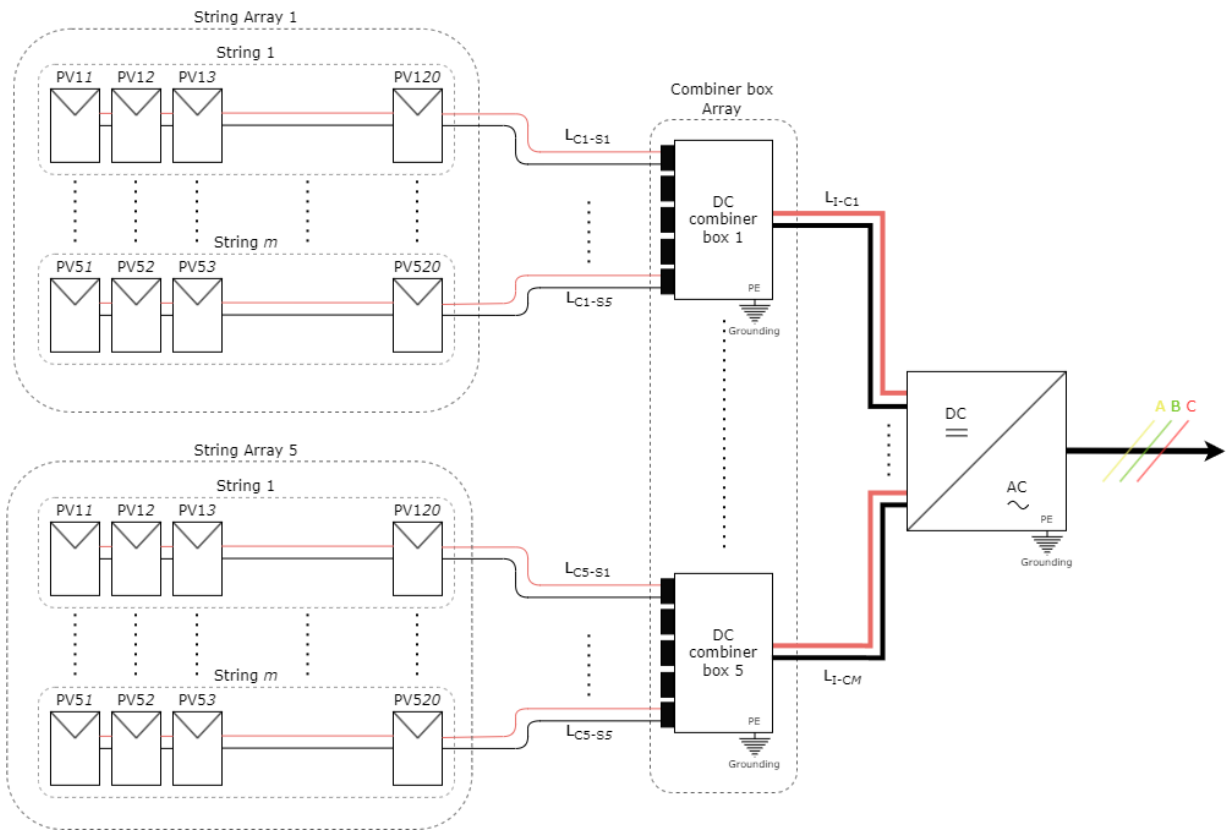 String Array 1
String 1
PV11 PV12 PV13 PV120
String m
PV51 PV52 PV53 PV520
LC1-S1
LC1-S5
Combiner box
Array
DC
combiner
box 1
PE
Grounding
LI-C1
DC
AC
PE
Grounding
A B C
String Array 5
String 1
PV11 PV12 PV13 PV120
String m
PV51 PV52 PV53 PV520
LC5-S1
LC5-S5
DC
combiner
box 5
PE
Grounding
LI-CM